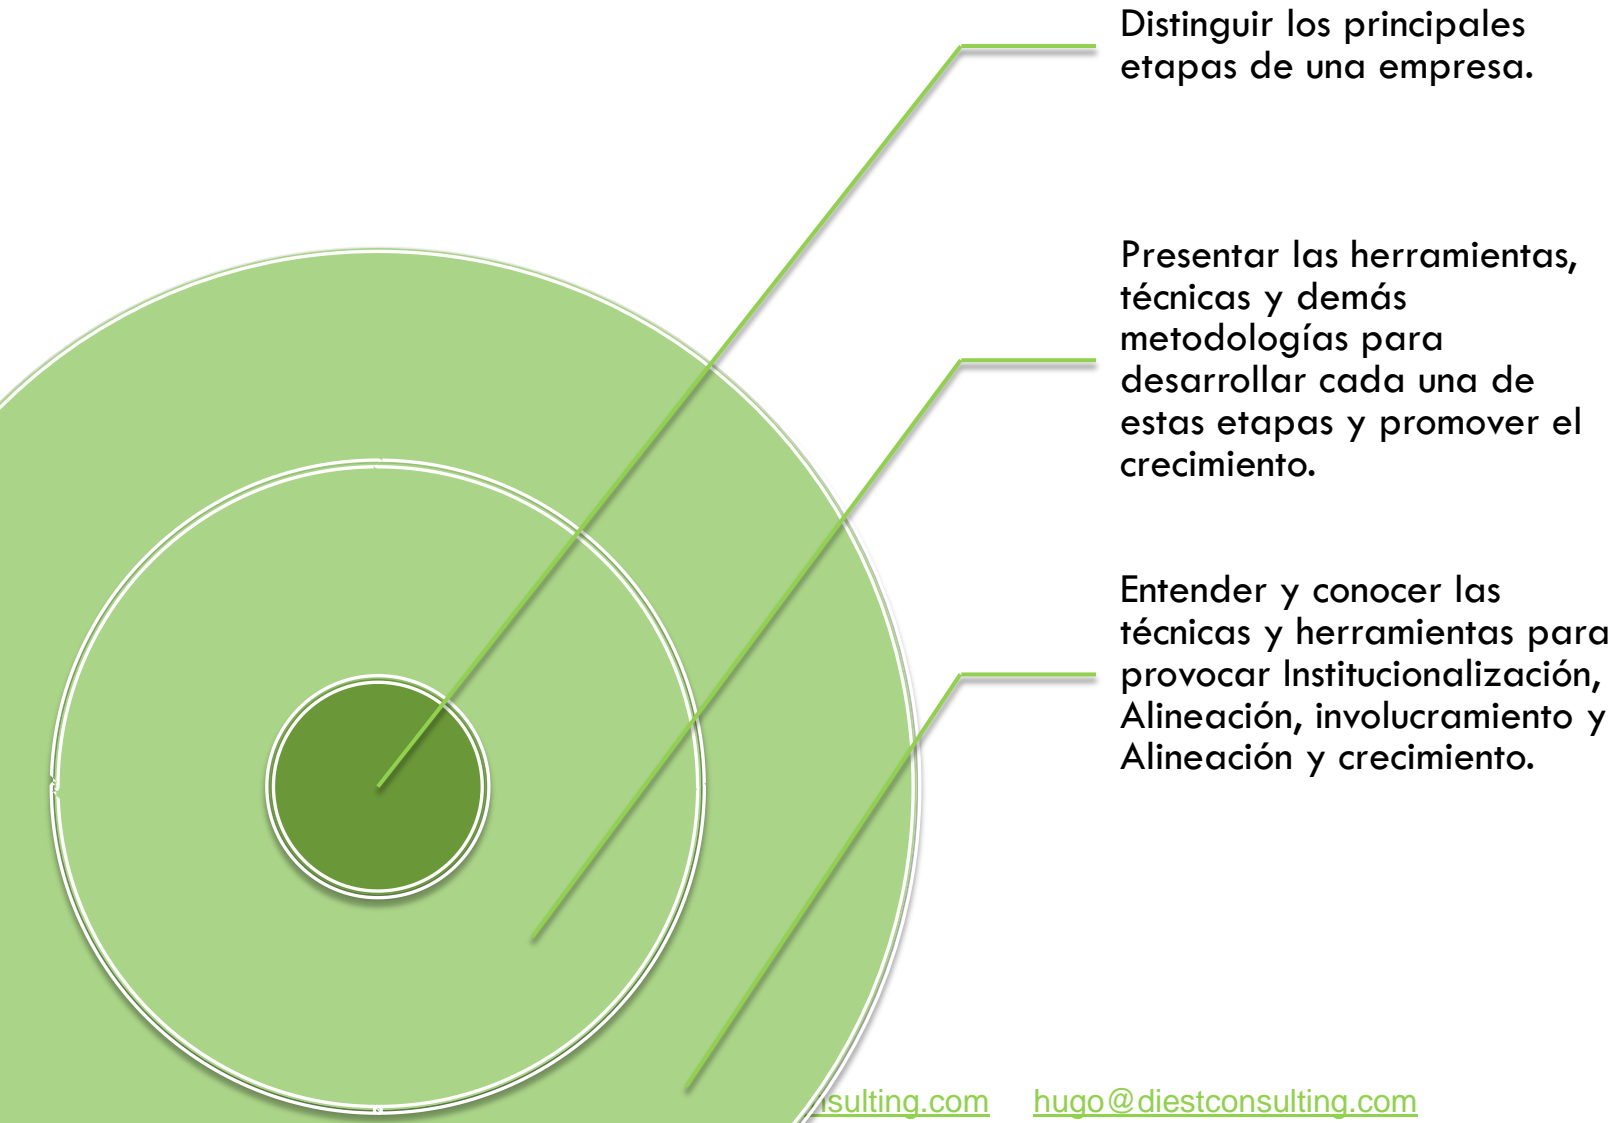 Distinguir los principales
etapas de una empresa.
Presentar las herramientas,
técnicas y demás
metodologías para
desarrollar cada una de
estas etapas y promover el
crecimiento.
Entender y conocer las
técnicas y herramientas para
provocar Institucionalización,
Alineación, involucramiento y
Alineación y crecimiento.
nsulting.com hugo@diestconsulting.com